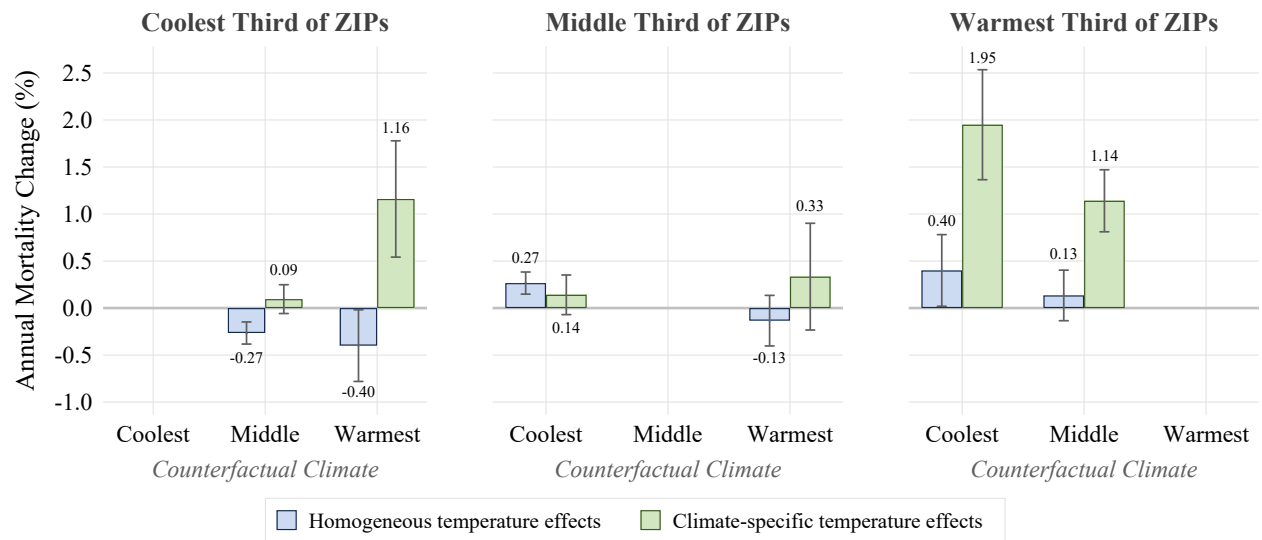 Coolest Third of ZIPs
Middle Third of ZIPs
Warmest Third of ZIPs
Annual Mortality Change (%)
2.5
2.0
1.5
1.0
0.5
0.0
-0.5
-1.0
-0.27
0.09
-0.40
1.16
0.27
0.14
-0.13
0.33
0.40
1.95
0.13
1.14
Coolest Middle Warmest
Coolest Middle Warmest
Coolest Middle Warmest
Counterfactual Climate
Counterfactual Climate
Counterfactual Climate
Homogeneous temperature effects
Climate-specific temperature effects